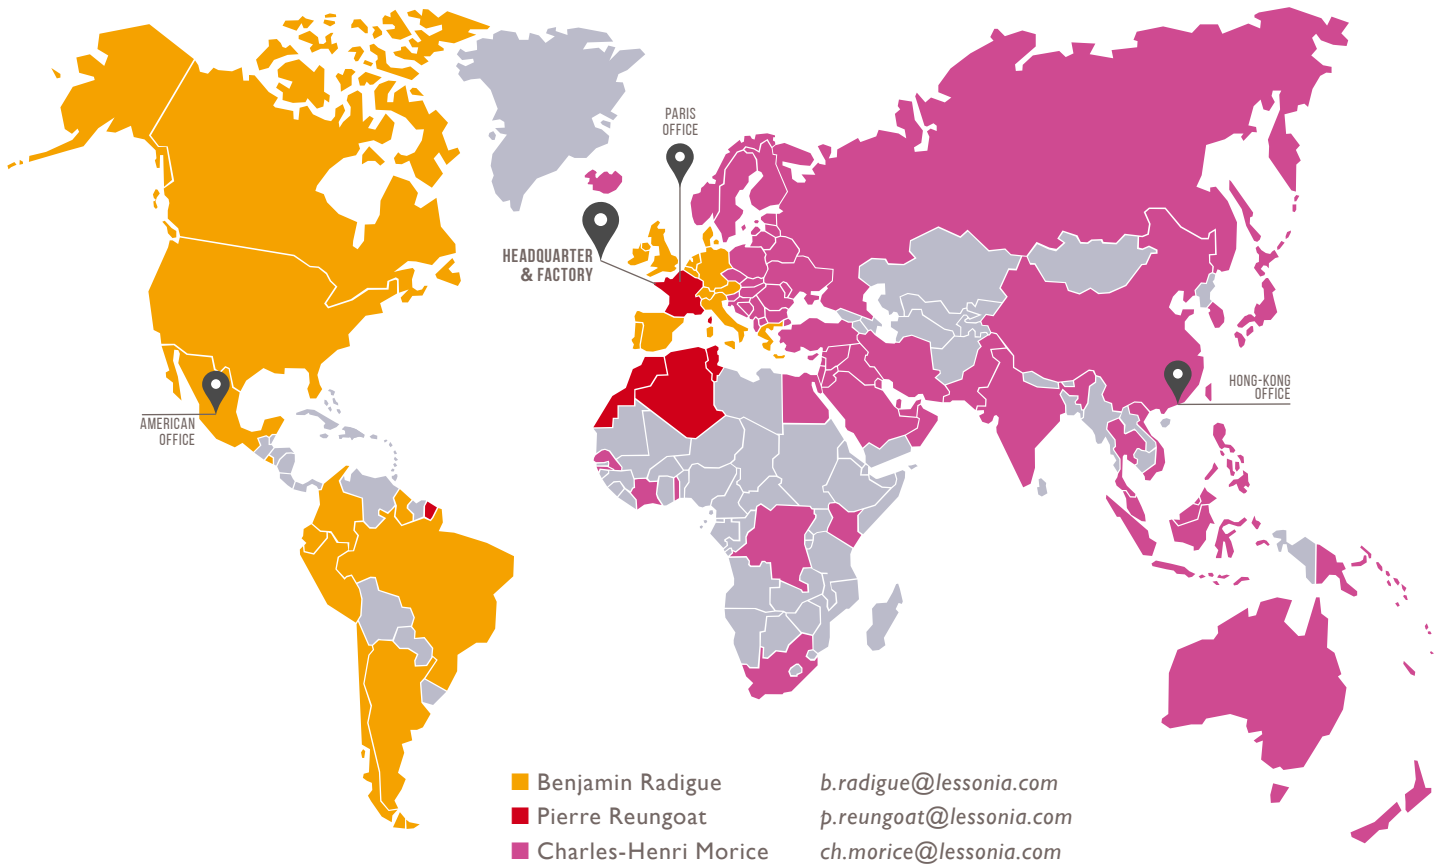 PARIS
OFFICE
HEADQUARTER
& FACTORY
HONG-KONG
OFFICE
AMERICAN
OFFICE
Benjamin Radigue b.radigue@lessonia.com
Pierre Reungoat p.reungoat@lessonia.com
Charles-Henri Morice ch.morice@lessonia.com